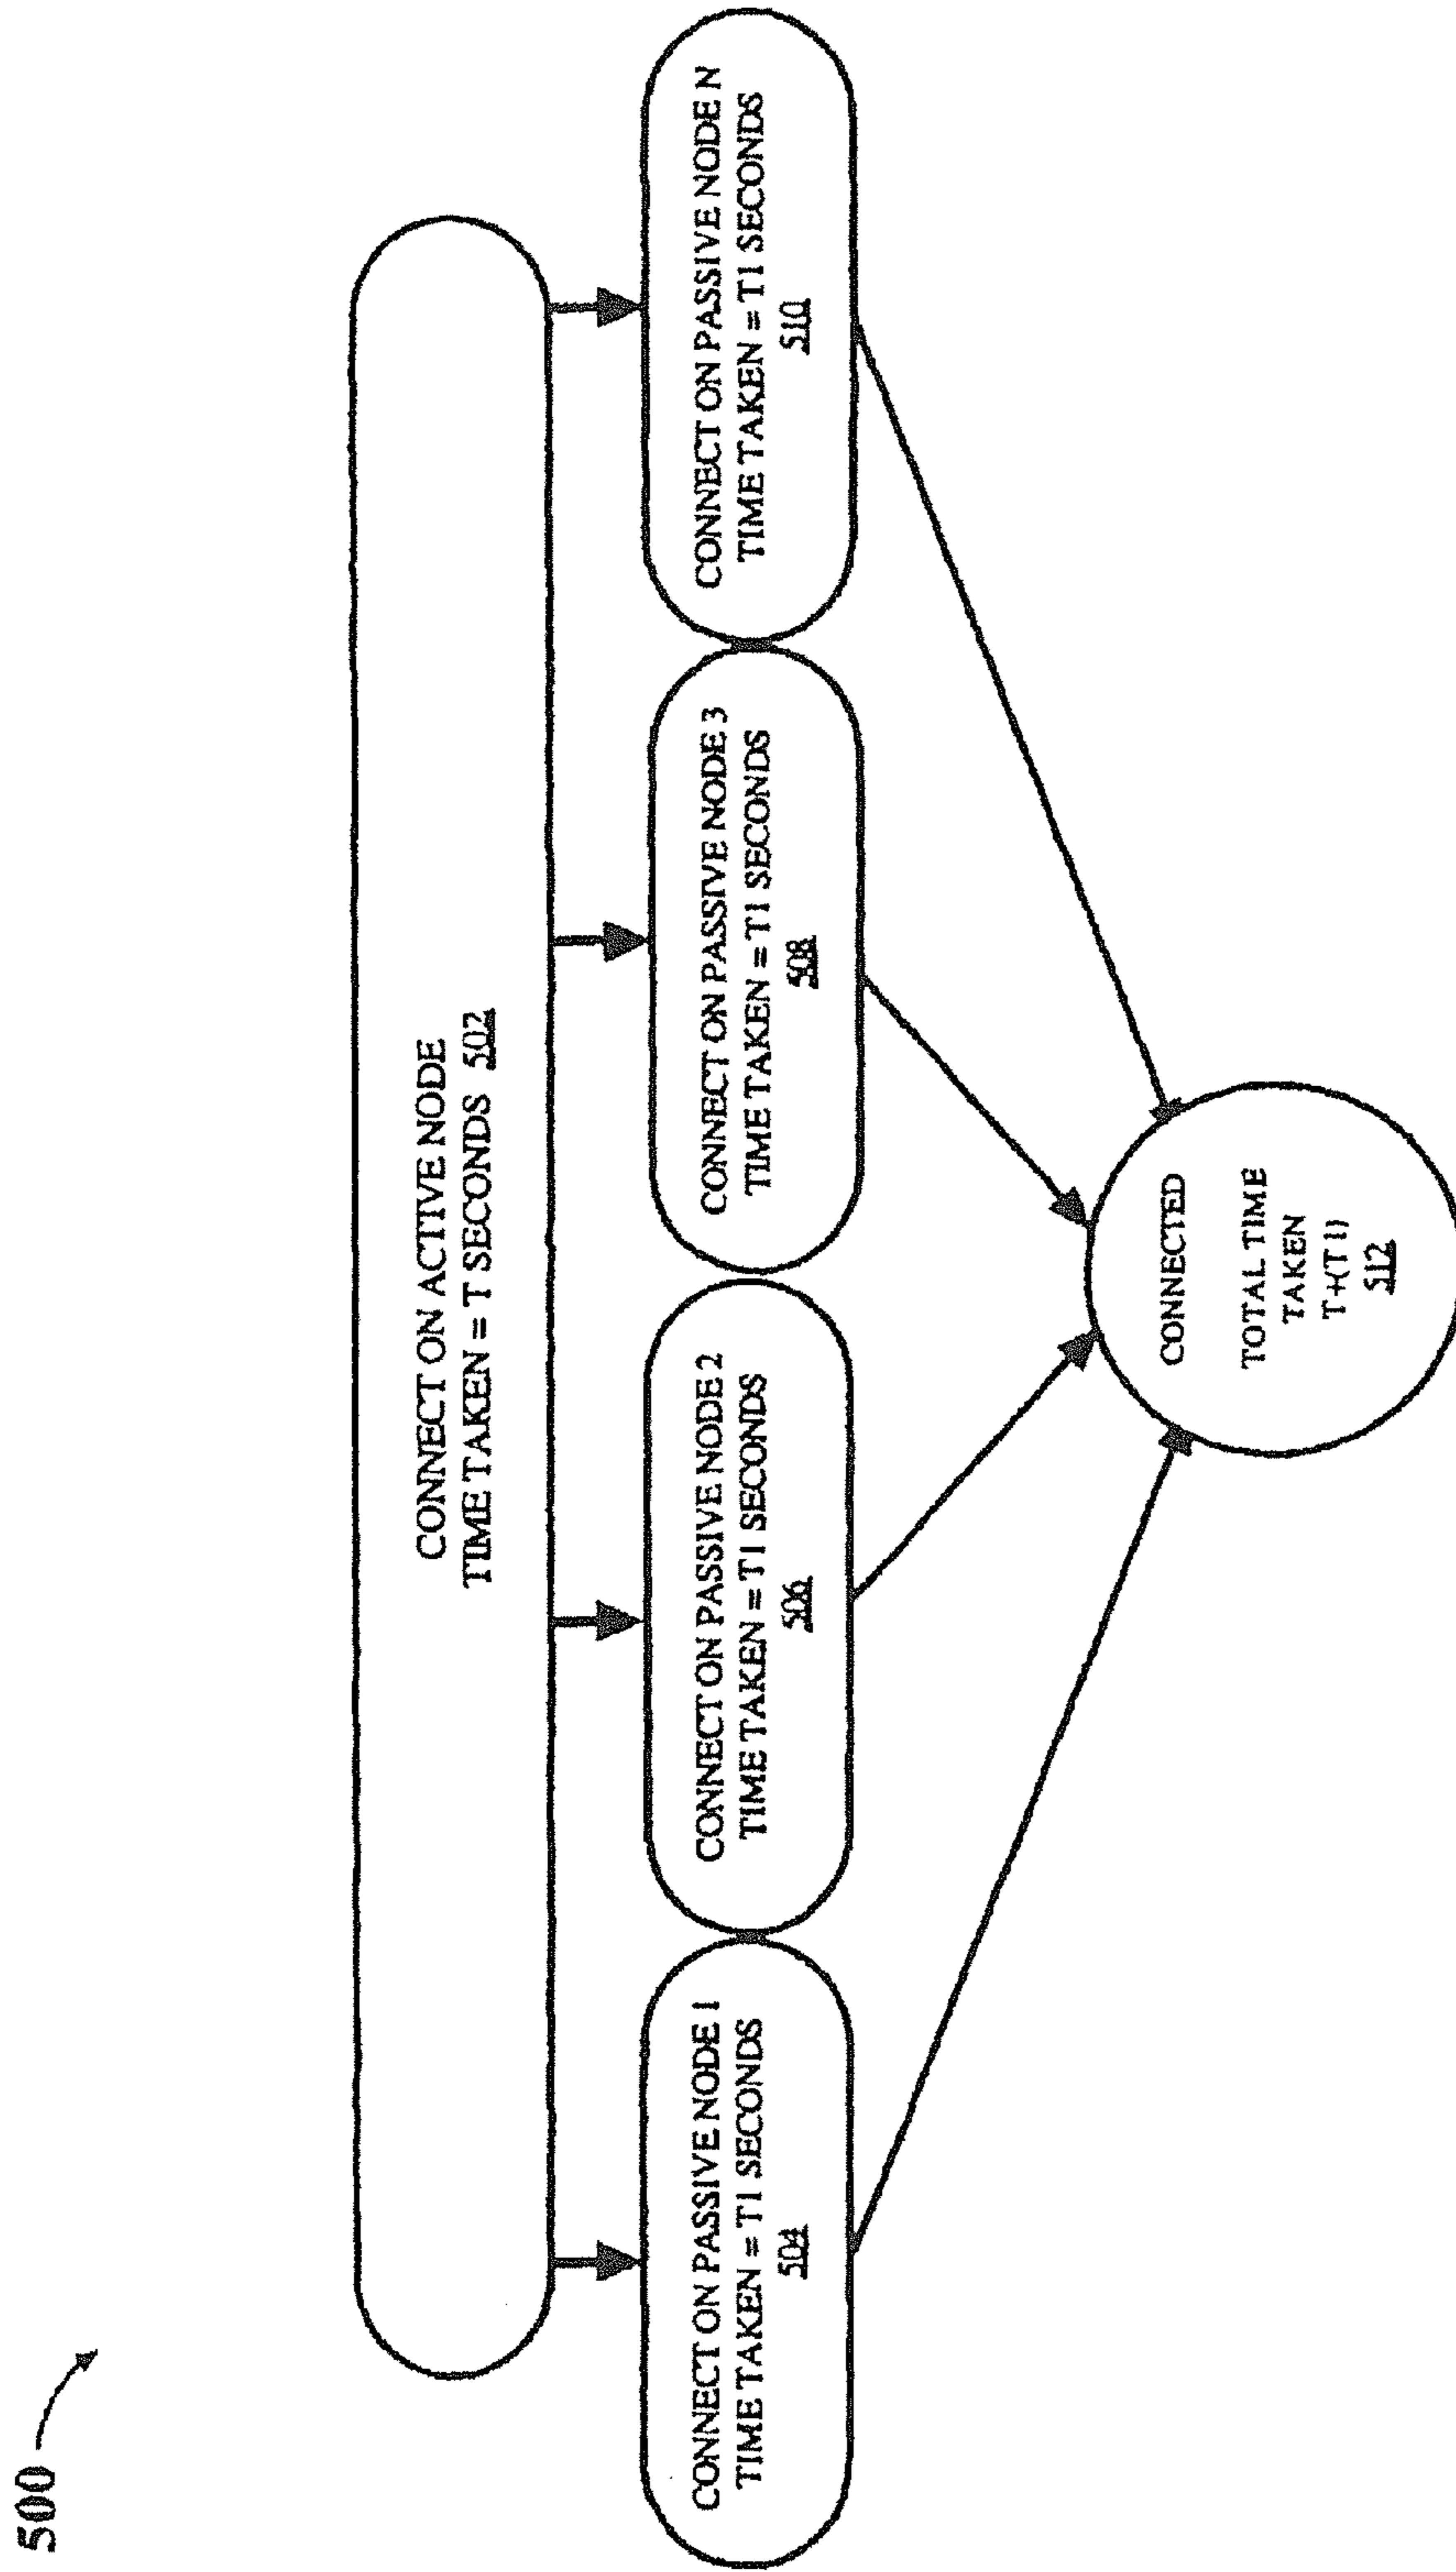 500
CONNECT ON ACTIVE NODE
TIME TAKEN = T SECONDS 502
CONNECT ON PASSIVE NODE 1
TIME TAKEN = T1 SECONDS
504
CONNECT ON PASSIVE NODE 2
TIME TAKEN = T1 SECONDS
506
CONNECT ON PASSIVE NODE 3
TIME TAKEN = T1 SECONDS
508
CONNECT ON PASSIVE NODE N
TIME TAKEN = T1 SECONDS
510
CONNECTED
TOTAL TIME
TAKEN
T+(T1)
512